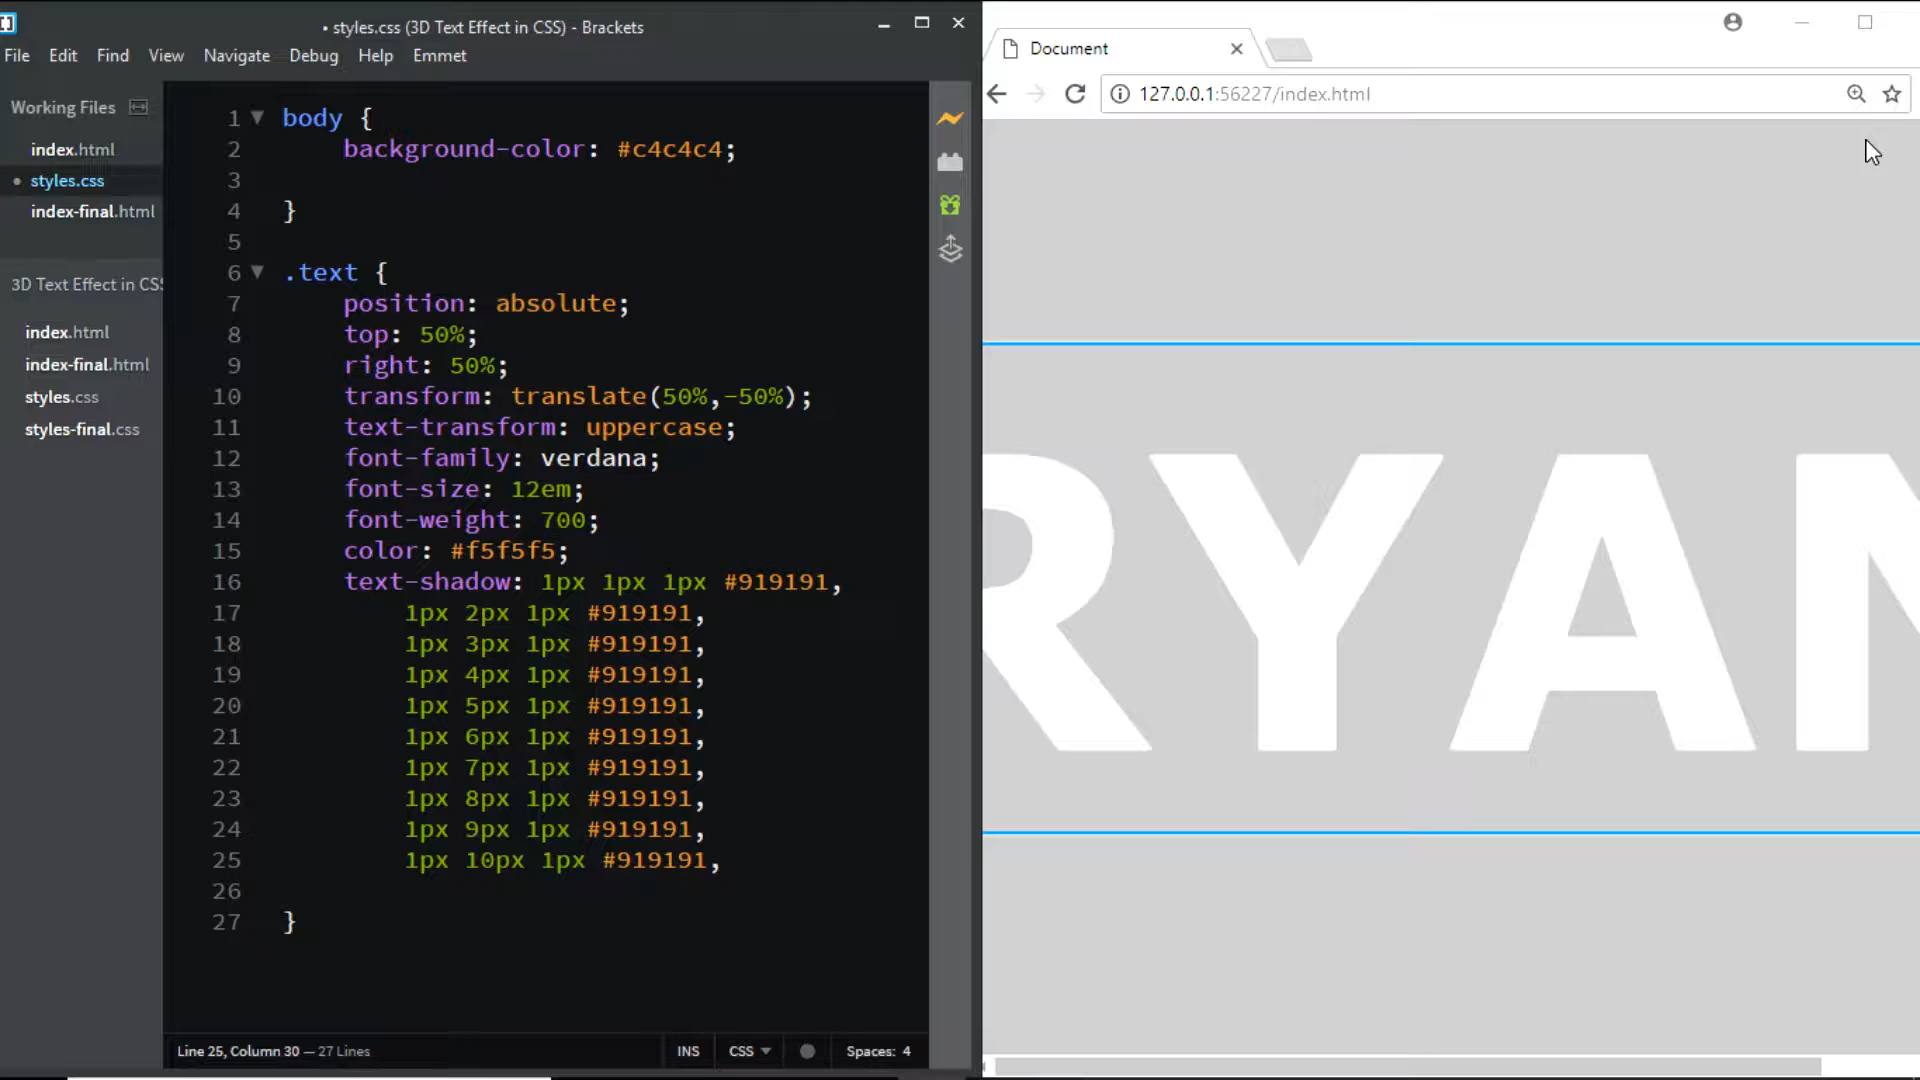 • styles.css (3D Text Effect in CSS) - Brackets
File Edit Find View Navigate Debug Help Emmet
Working Files
index.html
• styles.css
index-final.html
3D Text Effect in CSS
index.html
index-final.html
styles.css
styles-final.css
1 body {
2 background-color: #c4c4c4;
3
4 }
5
6 .text {
7 position: absolute;
8 top: 50%;
9 right: 50%;
10 transform: translate(50%,-50%);
11 text-transform: uppercase;
12 font-family: verdana;
13 font-size: 12em;
14 font-weight: 700;
15 color: #f5f5f5;
16 text-shadow: 1px 1px 1px #919191,
17 1px 2px 1px #919191,
18 1px 3px 1px #919191,
19 1px 4px 1px #919191,
20 1px 5px 1px #919191,
21 1px 6px 1px #919191,
22 1px 7px 1px #919191,
23 1px 8px 1px #919191,
24 1px 9px 1px #919191,
25 1px 10px 1px #919191,
26
27 }
Line 25, Column 30 — 27 Lines
INS CSS Spaces: 4
Document
127.0.0.1:56227/index.html
RYAN